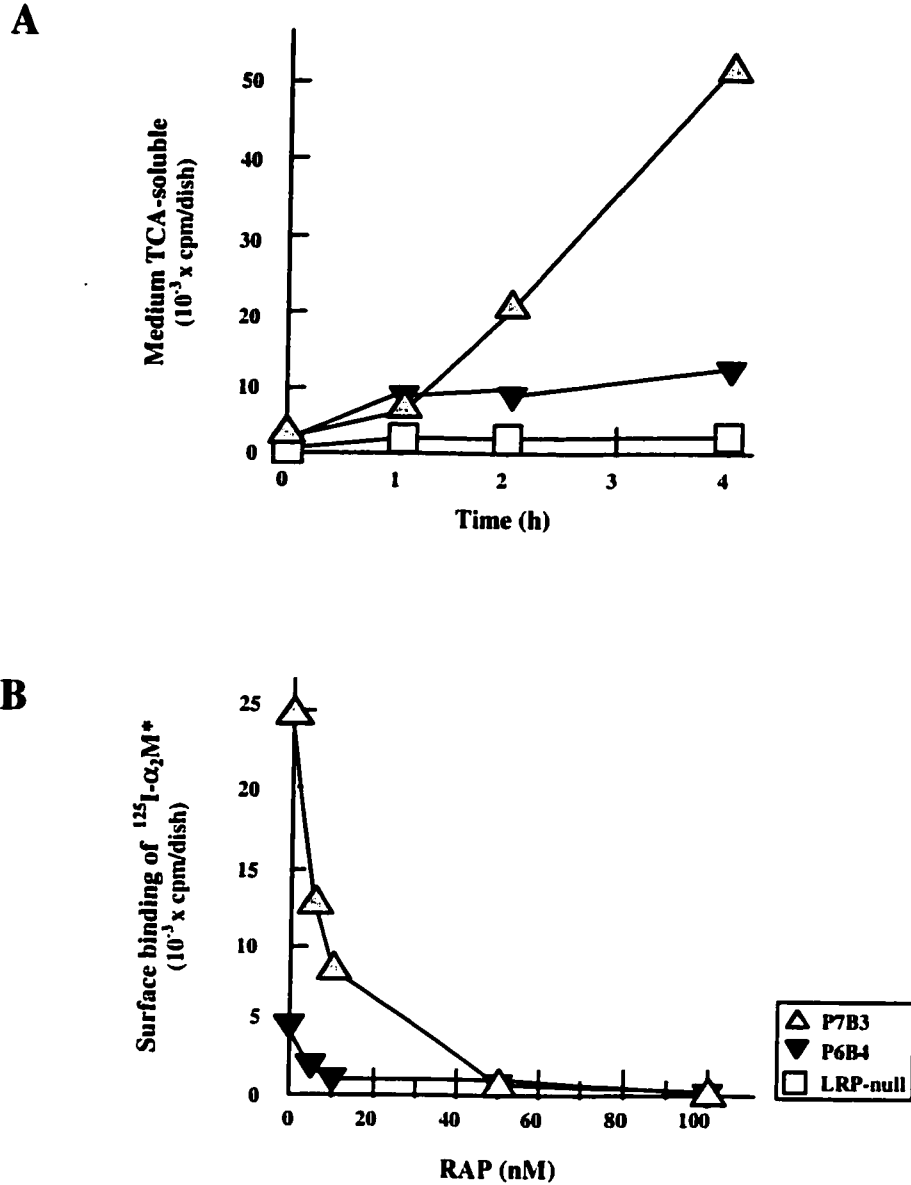 A
Medium TCA-soluble
(10⁻³ x cpm/dish)
50
40
30
20
10
0
0 1 2 3 4
Time (h)
B
Surface binding of ¹²⁵I-α₂M*
(10⁻³ x cpm/dish)
25
20
15
10
5
0
0 20 40 60 80 100
RAP (nM)
P7B3
P6B4
LRP-null